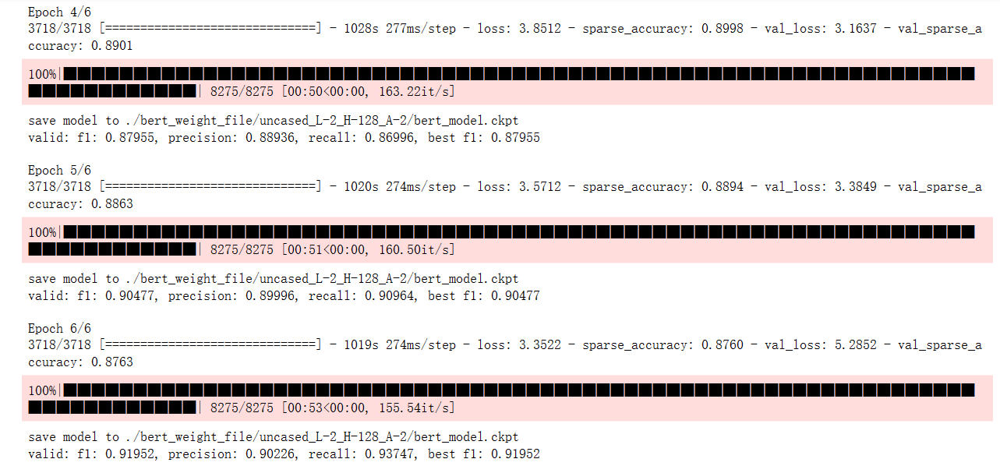 Epoch 4/6
3718/3718 [==============================] - 1028s 277ms/step - loss: 3.8512 - sparse_accuracy: 0.8998 - val_loss: 3.1637 - val_sparse_a
ccuracy: 0.8901
100%|
| 8275/8275 [00:50<00:00, 163.22it/s]
save model to ./bert_weight_file/uncased_L-2_H-128_A-2/bert_model.ckpt
valid: f1: 0.87955, precision: 0.88936, recall: 0.86996, best f1: 0.87955
Epoch 5/6
3718/3718 [==============================] - 1020s 274ms/step - loss: 3.5712 - sparse_accuracy: 0.8894 - val_loss: 3.3849 - val_sparse_a
ccuracy: 0.8863
100%|
| 8275/8275 [00:51<00:00, 160.50it/s]
save model to ./bert_weight_file/uncased_L-2_H-128_A-2/bert_model.ckpt
valid: f1: 0.90477, precision: 0.89996, recall: 0.90964, best f1: 0.90477
Epoch 6/6
3718/3718 [==============================] - 1019s 274ms/step - loss: 3.3522 - sparse_accuracy: 0.8760 - val_loss: 5.2852 - val_sparse_a
ccuracy: 0.8763
100%|
| 8275/8275 [00:53<00:00, 155.54it/s]
save model to ./bert_weight_file/uncased_L-2_H-128_A-2/bert_model.ckpt
valid: f1: 0.91952, precision: 0.90226, recall: 0.93747, best f1: 0.91952